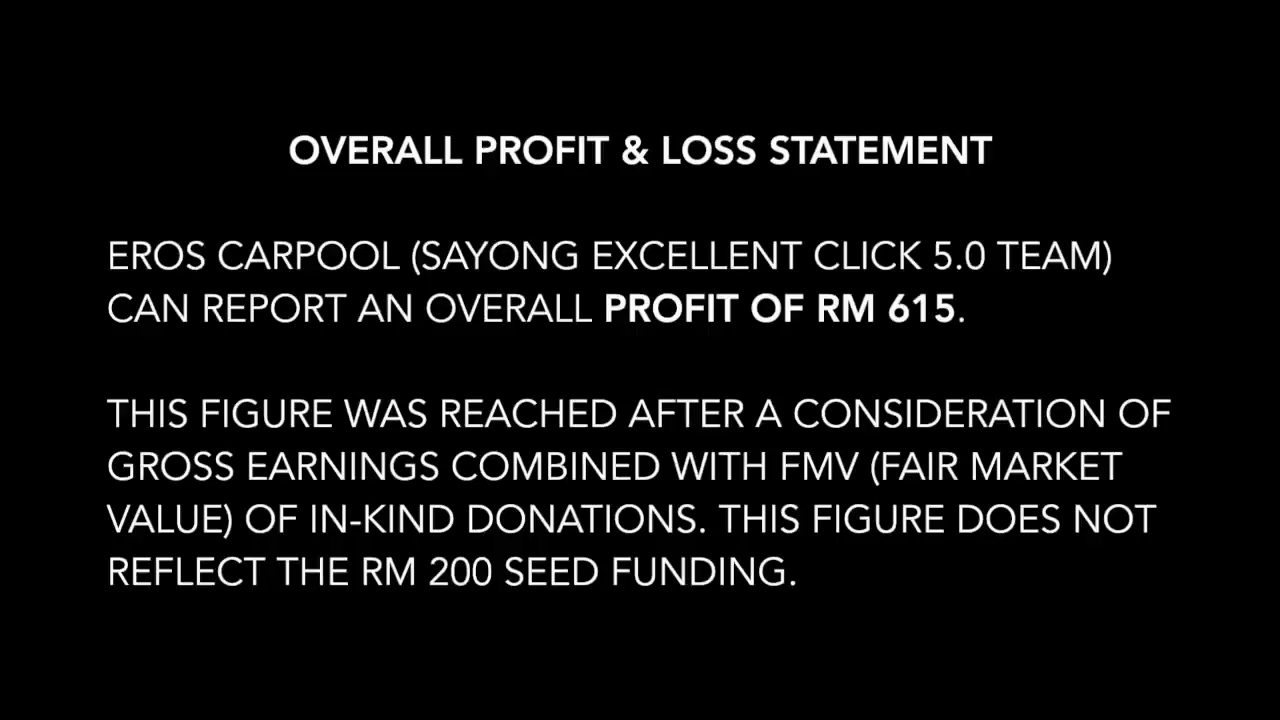 OVERALL PROFIT & LOSS STATEMENT
EROS CARPOOL (SAYONG EXCELLENT CLICK 5.0 TEAM)
CAN REPORT AN OVERALL PROFIT OF RM 615.
THIS FIGURE WAS REACHED AFTER A CONSIDERATION OF
GROSS EARNINGS COMBINED WITH FMV (FAIR MARKET
VALUE) OF IN-KIND DONATIONS. THIS FIGURE DOES NOT
REFLECT THE RM 200 SEED FUNDING.